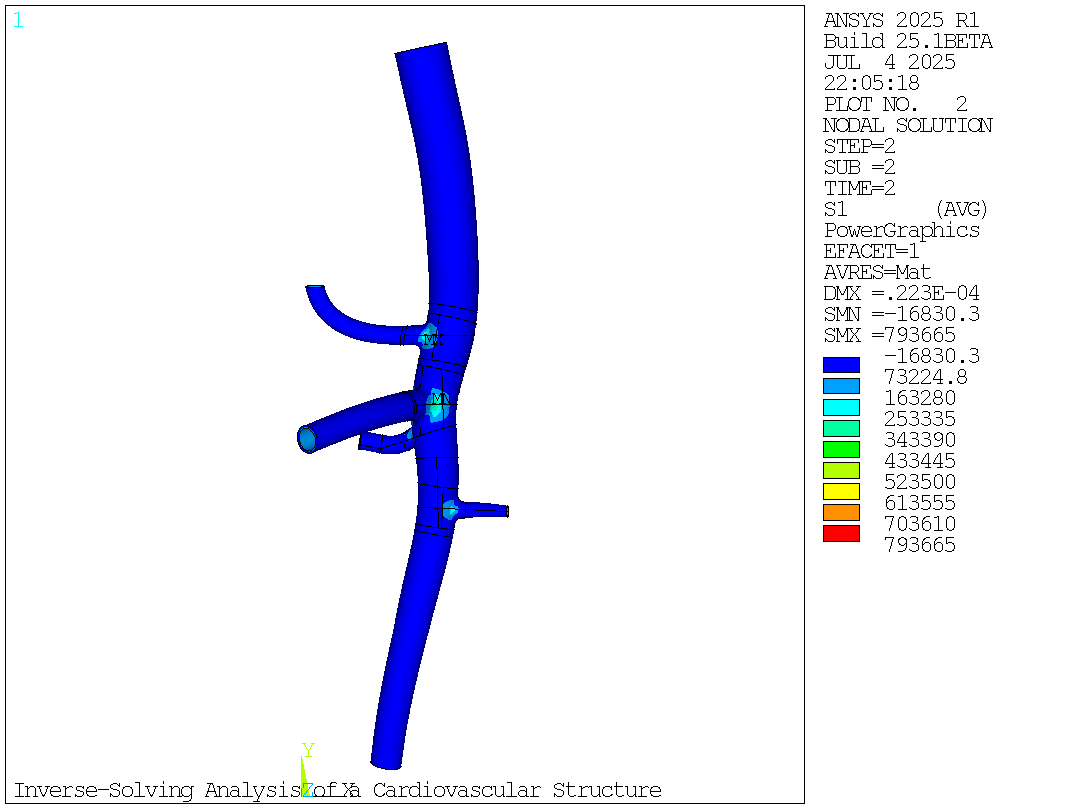 1
ANSYS 2025 R1
Build 25.1BETA
JUL  4 2025
22:05:18
PLOT NO.   2
NODAL SOLUTION
STEP=2
SUB =2
TIME=2
S1       (AVG)
PowerGraphics
EFACET=1
AVRES=Mat
DMX =.223E-04
SMN =-16830.3
SMX =793665
-16830.3
73224.8
163280
253335
343390
433445
523500
613555
703610
793665
MX
MN
Y
Z X
Inverse-Solving Analysis of a Cardiovascular Structure